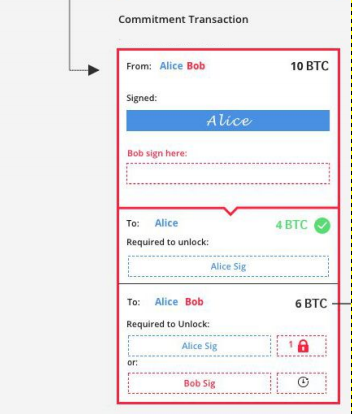 Commitment Transaction
From: Alice Bob 10 BTC
Signed:
Alice
Bob sign here:
To: Alice 4 BTC
Required to unlock:
Alice Sig
To: Alice Bob 6 BTC
Required to Unlock:
Alice Sig 1
or:
Bob Sig